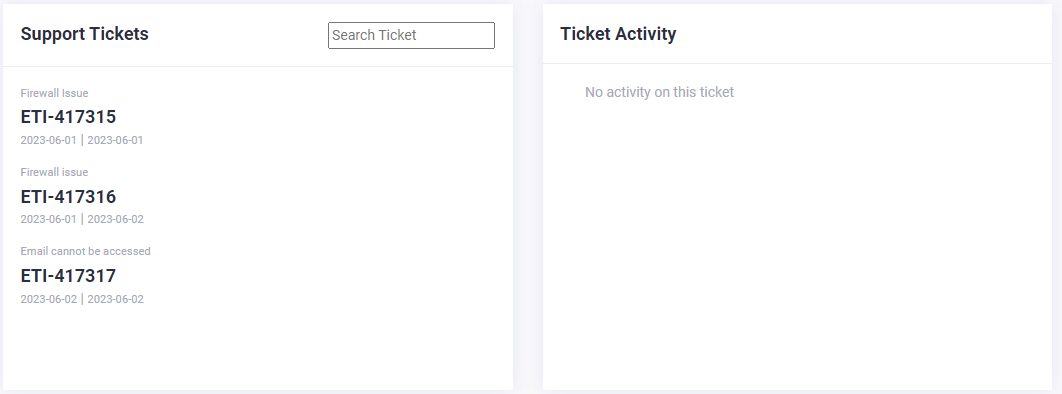 Support Tickets
Search Ticket
Firewall Issue
ETI-417315
2023-06-01 | 2023-06-01
Firewall issue
ETI-417316
2023-06-01 | 2023-06-02
Email cannot be accessed
ETI-417317
2023-06-02 | 2023-06-02
Ticket Activity
No activity on this ticket